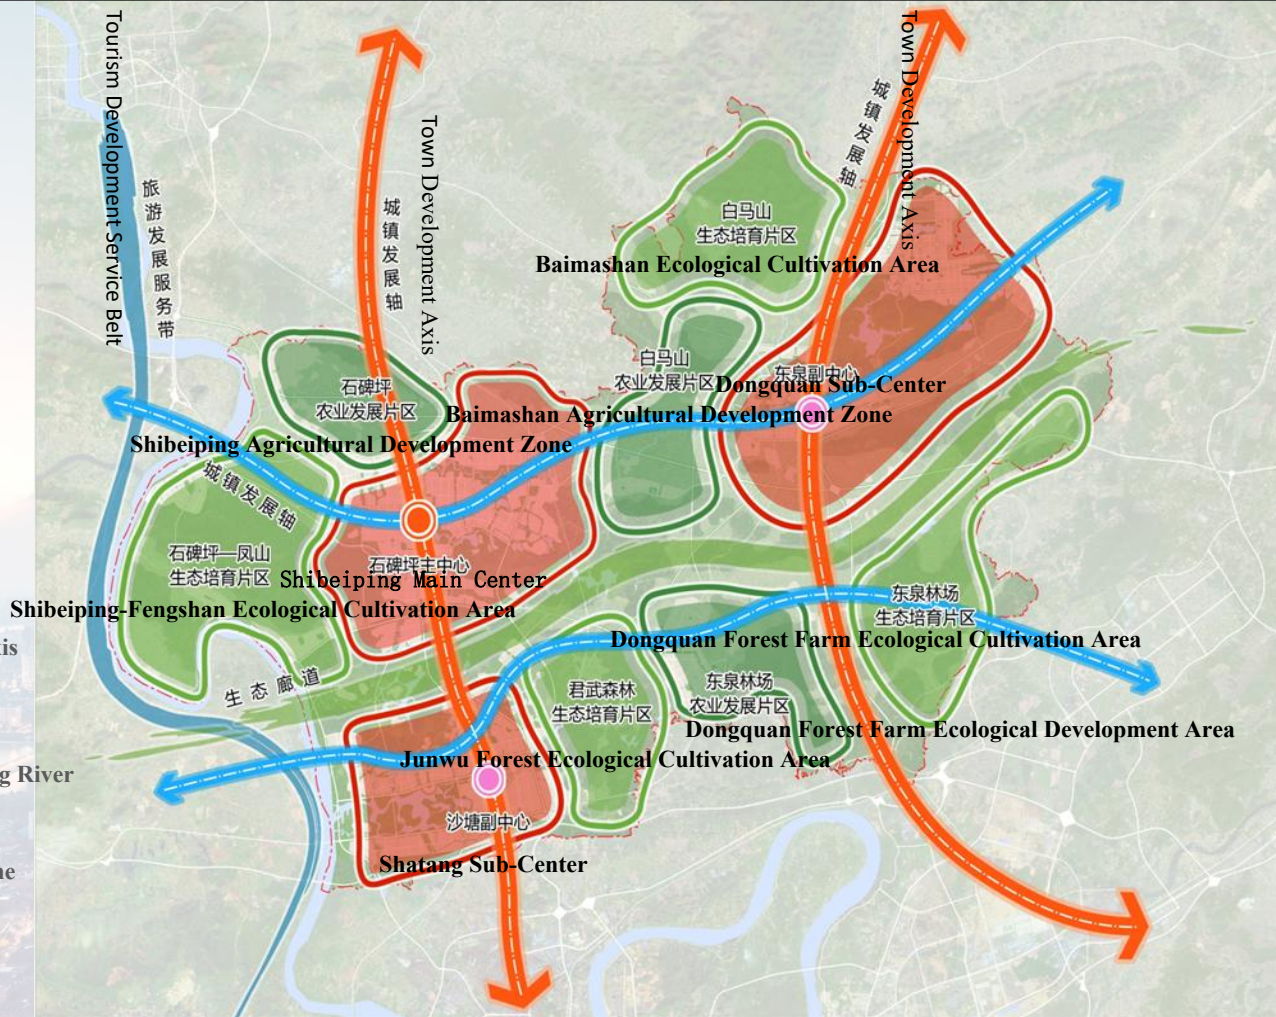 Tourism Development Service Belt
旅游发展服务带
Town Development Axis
城镇发展轴
Town Development Axis
城镇发展轴
白马山
生态培育片区
Baimashan Ecological Cultivation Area
白马山
农业发展片区
东泉副中心
Dongquan Sub-Center
石碑坪
农业发展片区
Baimashan Agricultural Development Zone
Shibeiping Agricultural Development Zone
城镇发展轴
石碑坪—凤山
生态培育片区
石碑坪主中心
Shibeiping Main Center
Shibeiping-Fengshan Ecological Cultivation Area
东泉林场
生态培育片区
Dongquan Forest Farm Ecological Cultivation Area
生态廊道
君武森林
生态培育片区
东泉林场
农业发展片区
Dongquan Forest Farm Ecological Development Area
Junwu Forest Ecological Cultivation Area
沙塘副中心
Shatang Sub-Center
g River